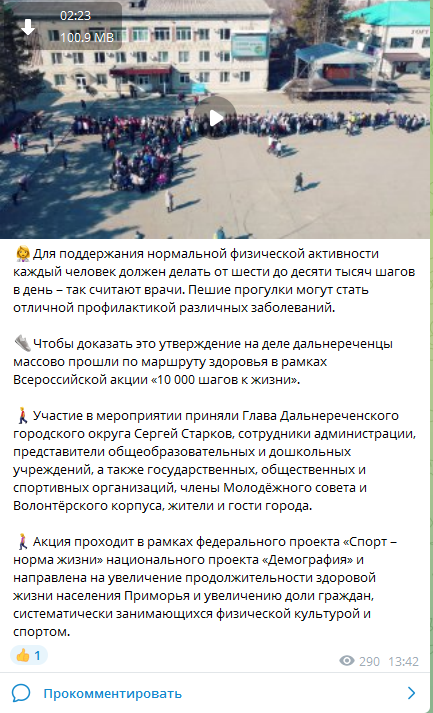 02:23
100.9 MB
Для поддержания нормальной физической активности
каждый человек должен делать от шести до десяти тысяч шагов
в день – так считают врачи. Пешие прогулки могут стать
отличной профилактикой различных заболеваний.
Чтобы доказать это утверждение на деле дальнереченцы
массово прошли по маршруту здоровья в рамках
Всероссийской акции «10 000 шагов к жизни».
Участие в мероприятии приняли Глава Дальнереченского
городского округа Сергей Старков, сотрудники администрации,
представители общеобразовательных и дошкольных
учреждений, а также государственных, общественных и
спортивных организаций, члены Молодёжного совета и
Волонтёрского корпуса, жители и гости города.
Акция проходит в рамках федерального проекта «Спорт –
норма жизни» национального проекта «Демография» и
направлена на увеличение продолжительности здоровой
жизни населения Приморья и увеличению доли граждан,
систематически занимающихся физической культурой и
спортом.
1
290 13:42
Прокомментировать